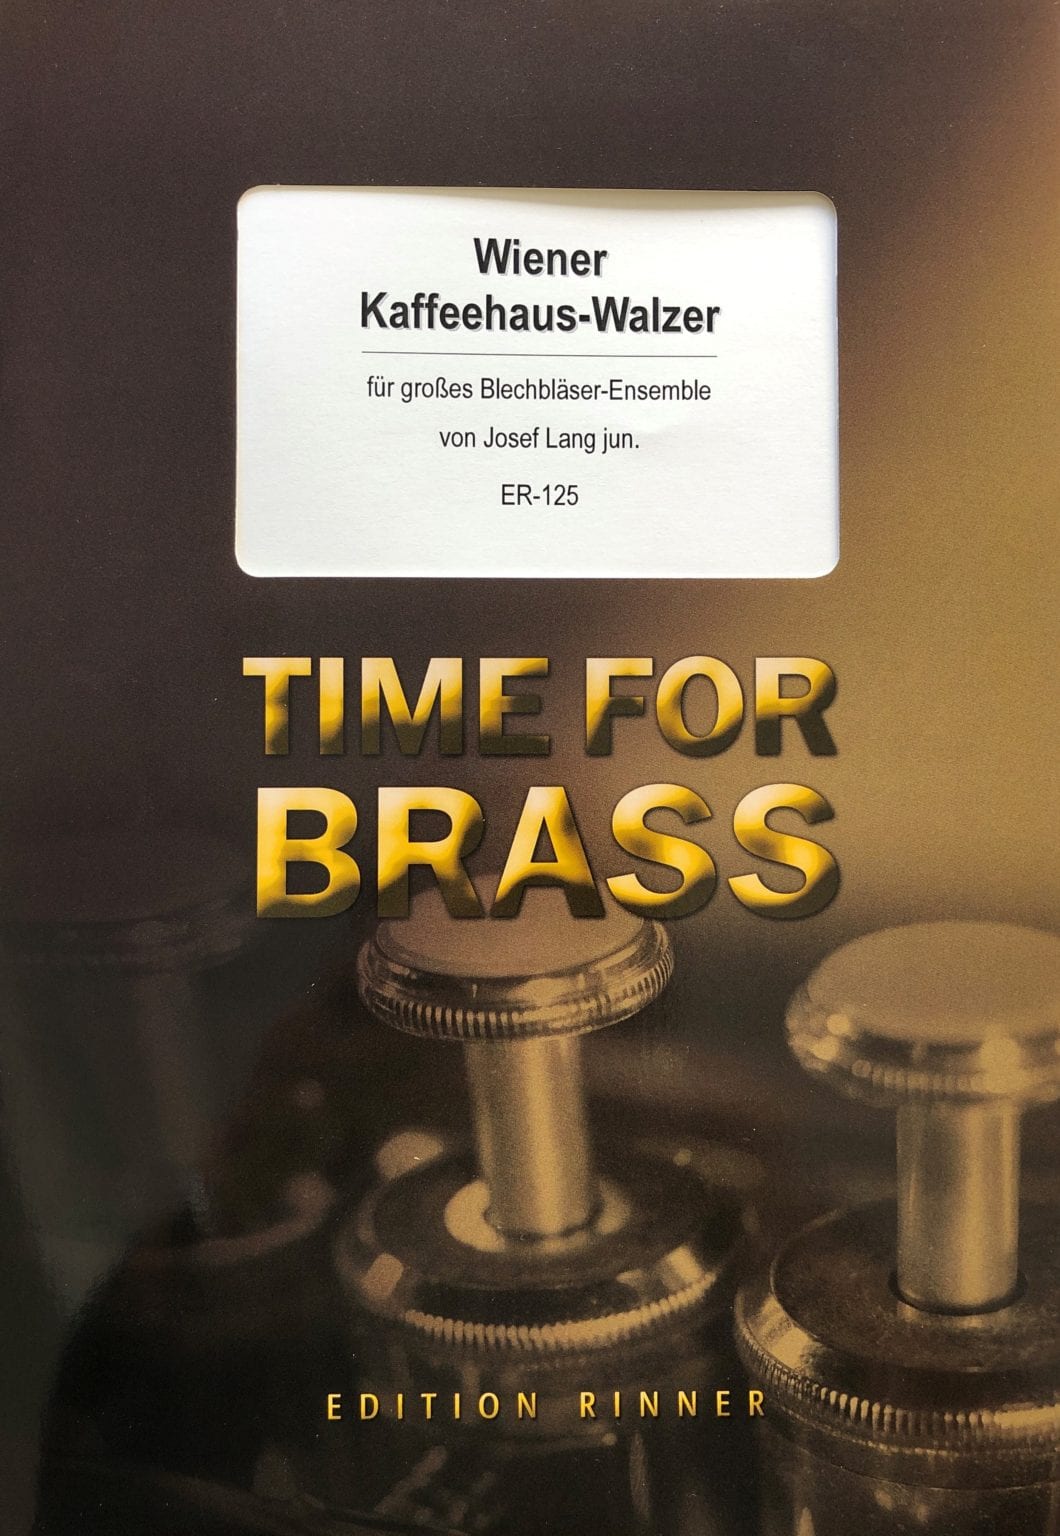 Wiener
Kaffeehaus-Walzer
für großes Blechbläser-Ensemble
von Josef Lang jun.
ER-125
TIME FOR
BRASS
EDITION RINNER